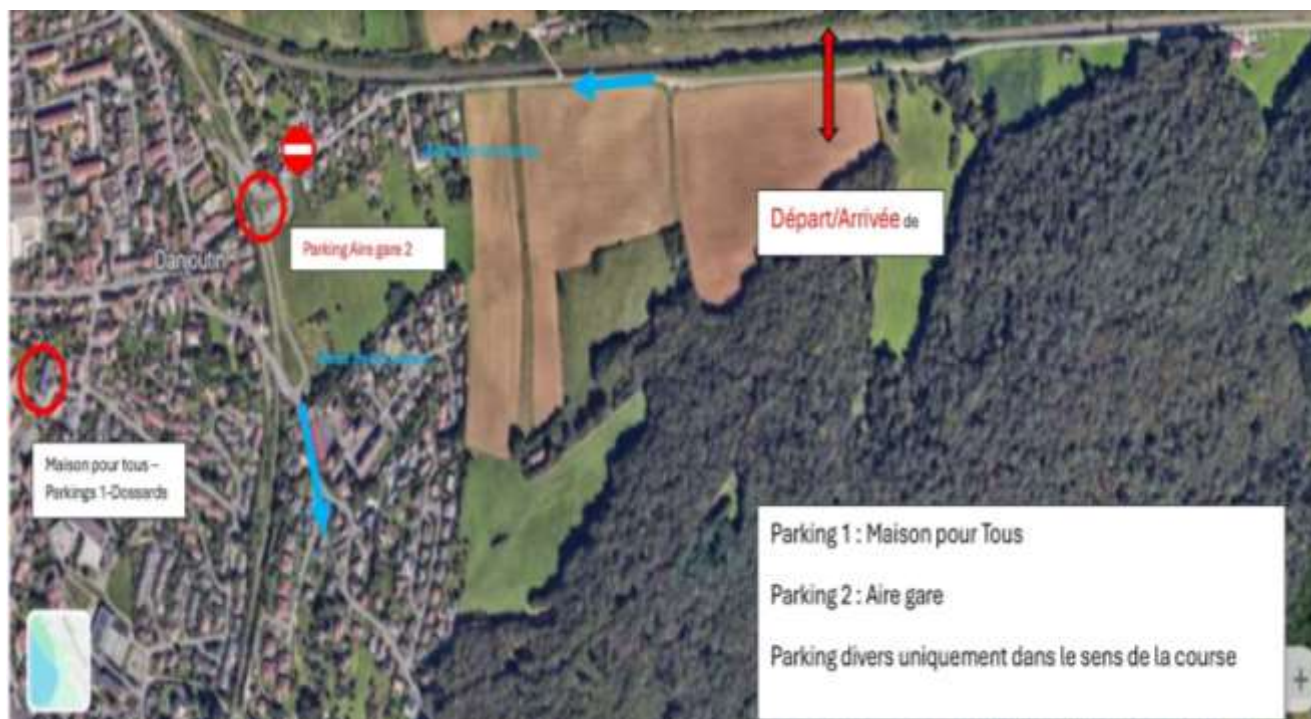 Départ/Arrivée de
Parking Aire gare 2
Danjoutin
Maison pour tous –
Parkings 1-Dossards
Parking 1 : Maison pour Tous
Parking 2 : Aire gare
Parking divers uniquement dans le sens de la course